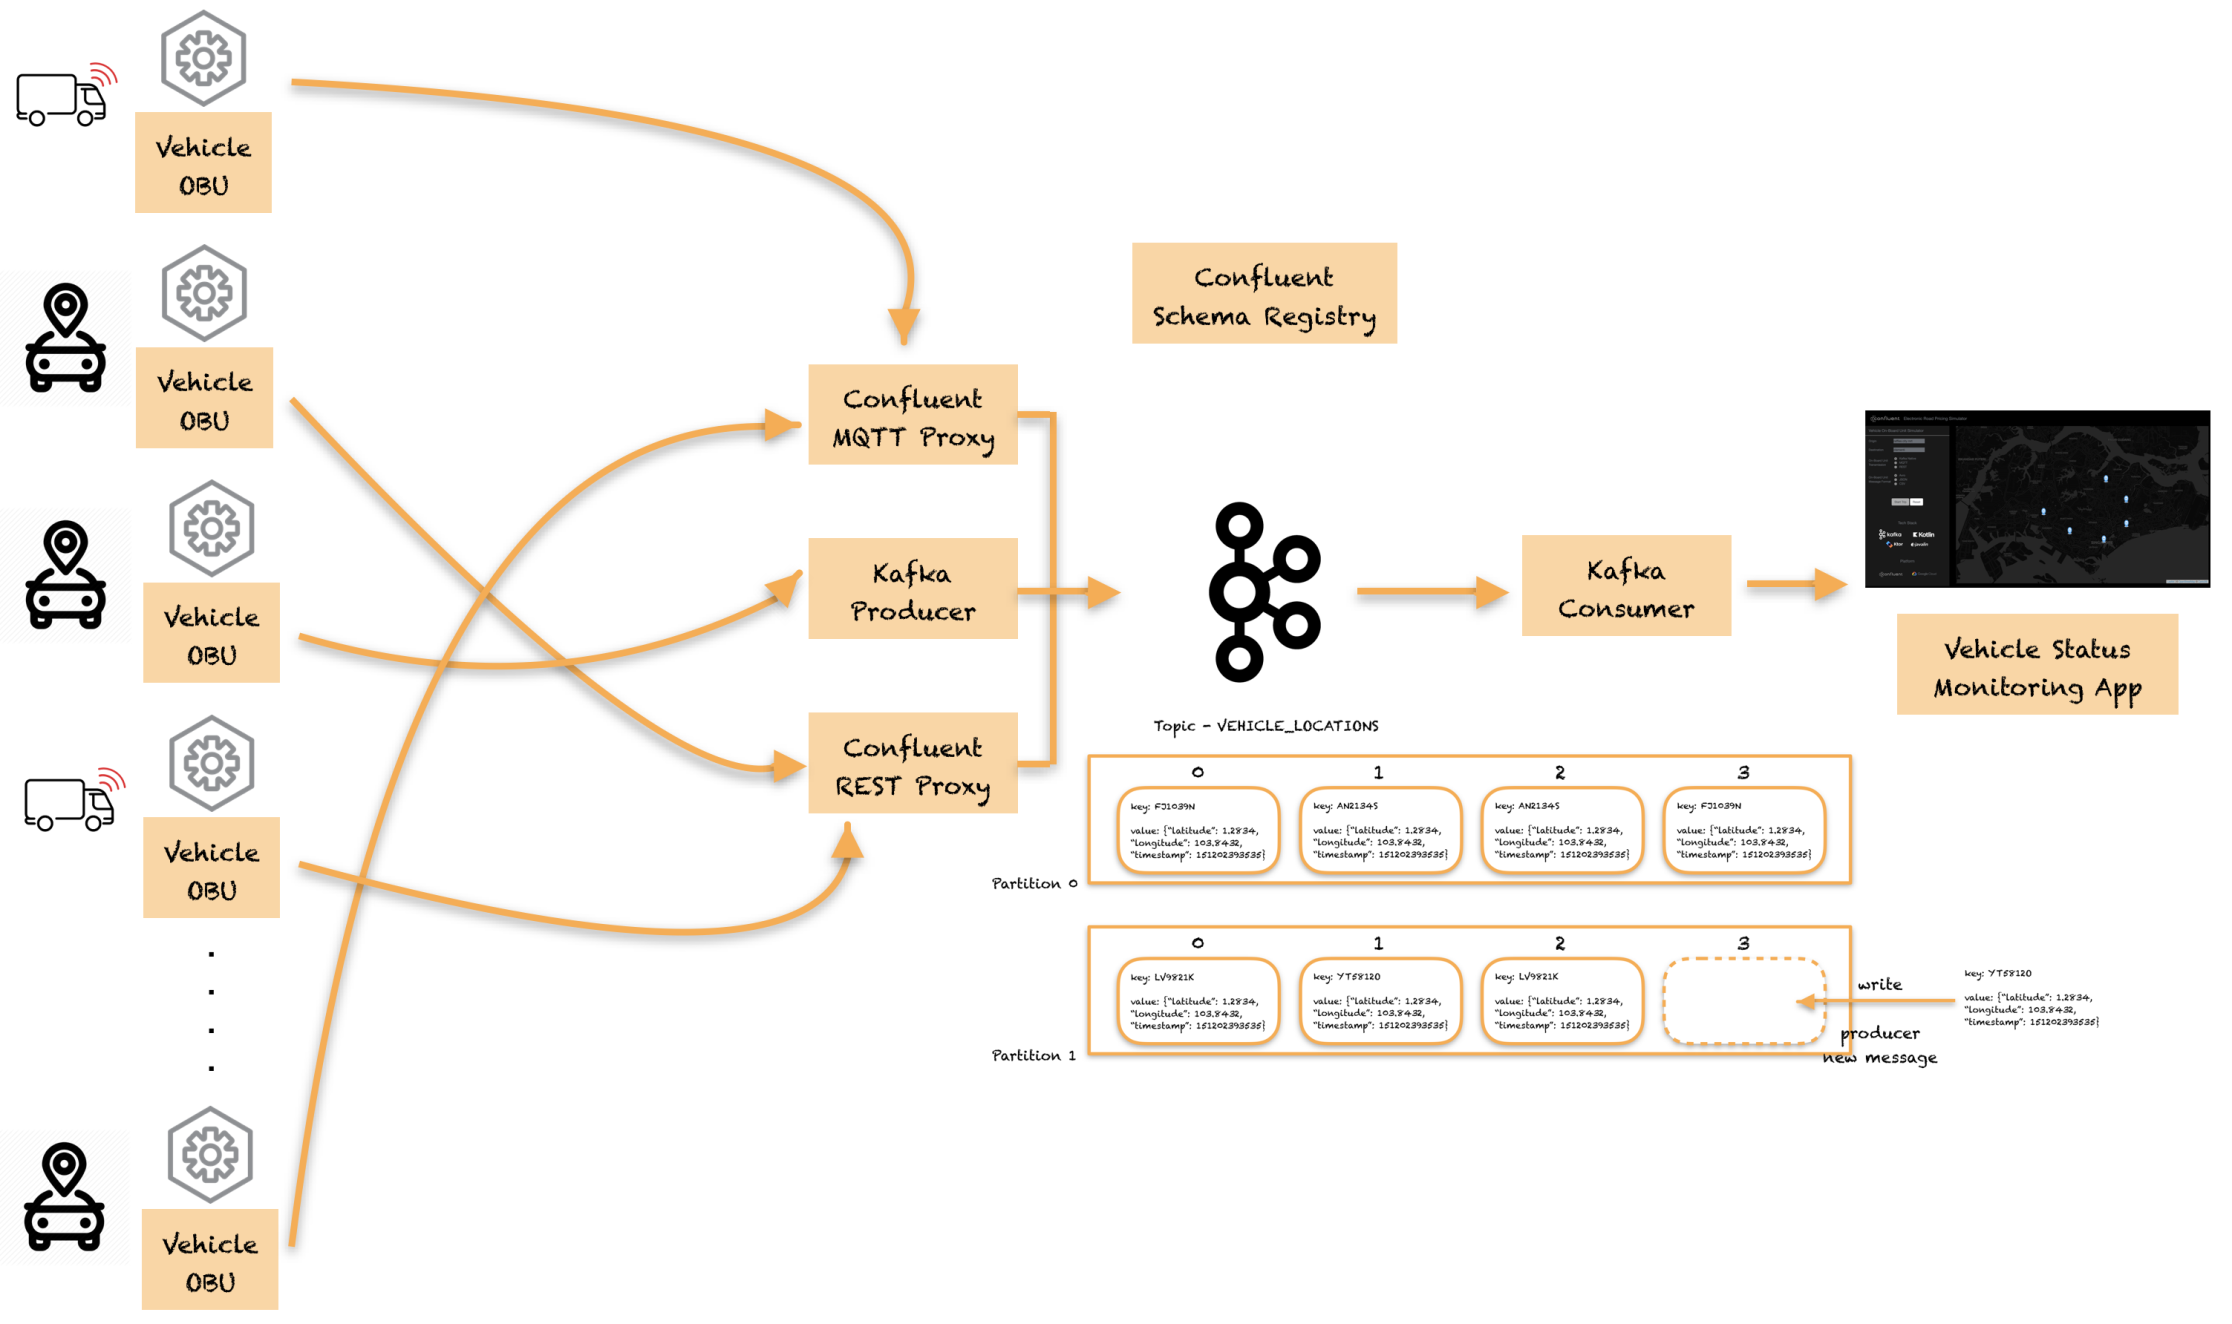 Vehicle
OBU
Vehicle
OBU
Vehicle
OBU
Vehicle
OBU
.
.
.
.
Vehicle
OBU
Confluent
MQTT Proxy
Kafka
Producer
Confluent
REST Proxy
Confluent
Schema Registry
Kafka
Consumer
kafka
Kotlin
Ktor
Vehicle Status
Monitoring App
Topic - VEHICLE_LOCATIONS
0 1 2 3
key: FJ1039N
value: {"latitude": 1.2834,
"longitude": 103.8432,
"timestamp": 151202393535}
key: AN2134S
value: {"latitude": 1.2834,
"longitude": 103.8432,
"timestamp": 151202393535}
key: AN2134S
value: {"latitude": 1.2834,
"longitude": 103.8432,
"timestamp": 151202393535}
key: FJ1039N
value: {"latitude": 1.2834,
"longitude": 103.8432,
"timestamp": 151202393535}
Partition 0
0 1 2 3
key: LV9821K
value: {"latitude": 1.2834,
"longitude": 103.8432,
"timestamp": 151202393535}
key: YT58120
value: {"latitude": 1.2834,
"longitude": 103.8432,
"timestamp": 151202393535}
key: LV9821K
value: {"latitude": 1.2834,
"longitude": 103.8432,
"timestamp": 151202393535}
Partition 1
write
producer
new message
key: YT58120
value: {"latitude": 1.2834,
"longitude": 103.8432,
"timestamp": 151202393535}